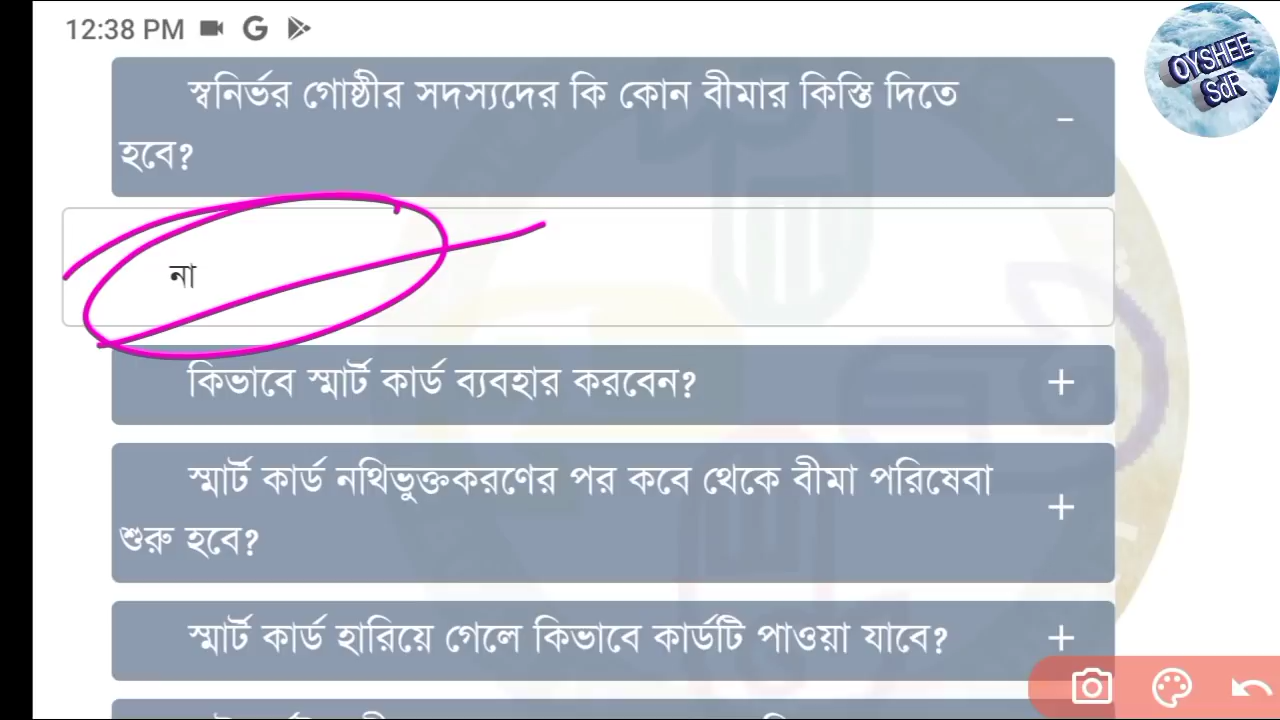 12:38 PM
OYSHEE
SdR
স্বনির্ভর গোষ্ঠীর সদস্যদের কি কোন বীমার কিস্তি দিতে
হবে?
না
কিভাবে স্মার্ট কার্ড ব্যবহার করবেন?
স্মার্ট কার্ড নথিভুক্তকরণের পর কবে থেকে বীমা পরিষেবা
শুরু হবে?
স্মার্ট কার্ড হারিয়ে গেলে কিভাবে কার্ডটি পাওয়া যাবে?